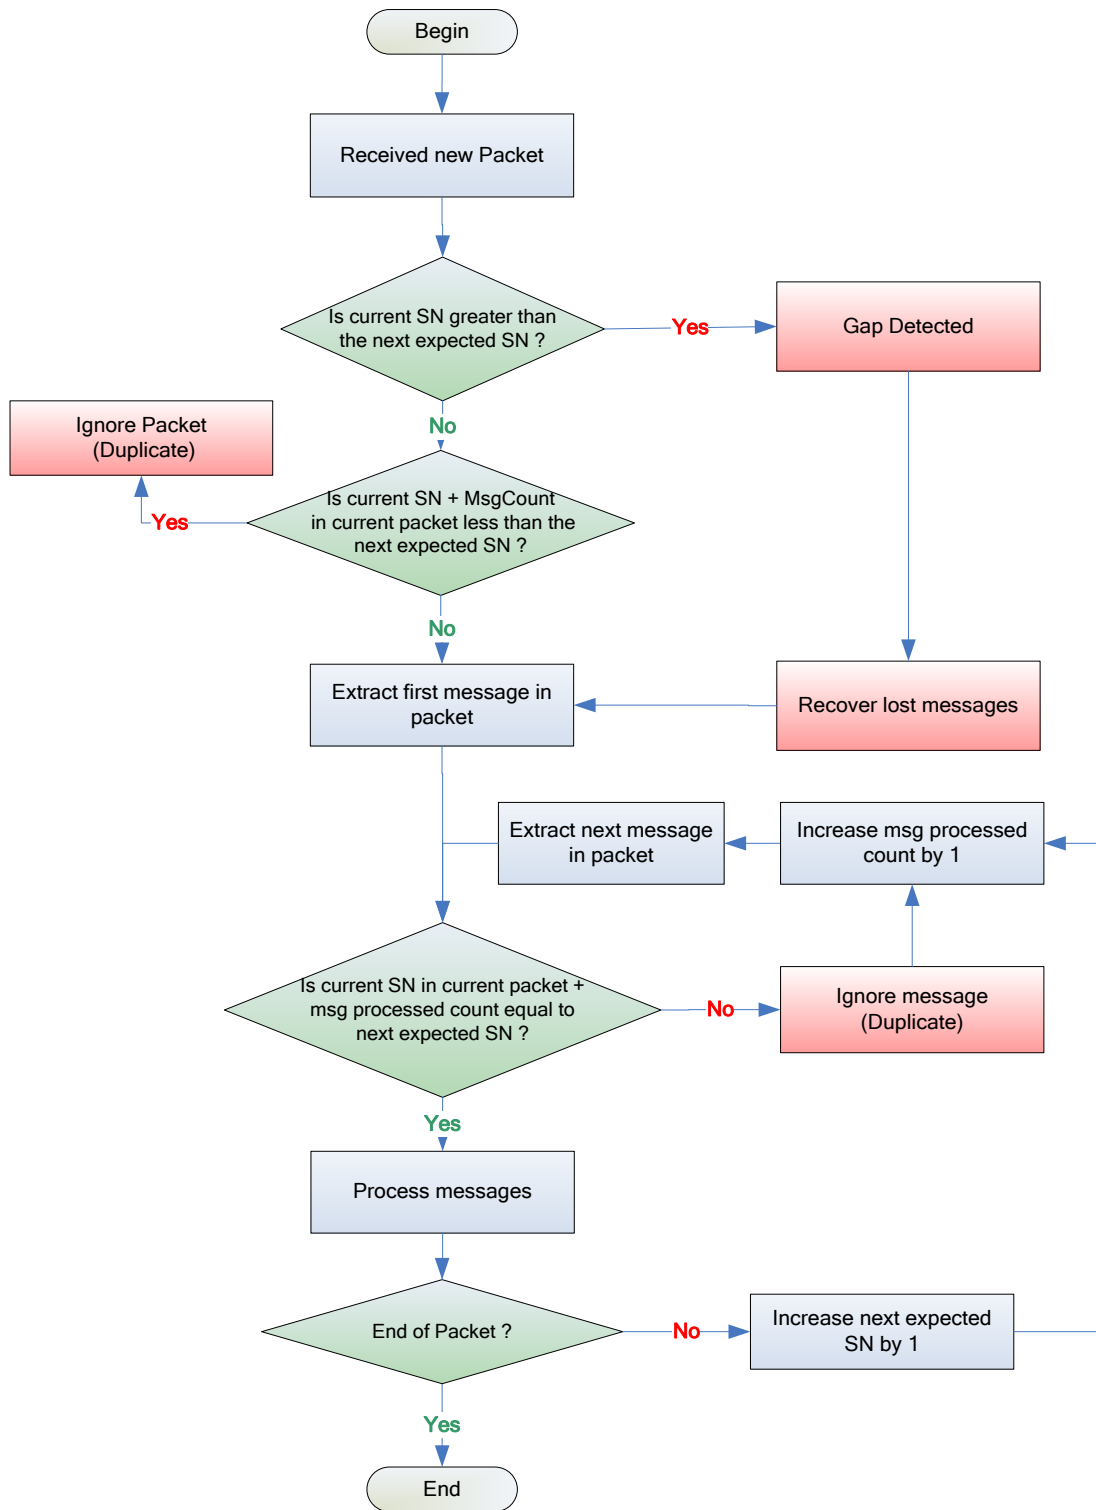 Begin
Received new Packet
Is current SN greater than
the next expected SN ?
Yes
Gap Detected
No
Ignore Packet
(Duplicate)
Is current SN + MsgCount
in current packet less than the
next expected SN ?
Yes
No
Extract first message in
packet
Recover lost messages
Extract next message
in packet
Increase msg processed
count by 1
Is current SN in current packet +
msg processed count equal to
next expected SN ?
No
Ignore message
(Duplicate)
Yes
Process messages
End of Packet ?
No
Increase next expected
SN by 1
Yes
End